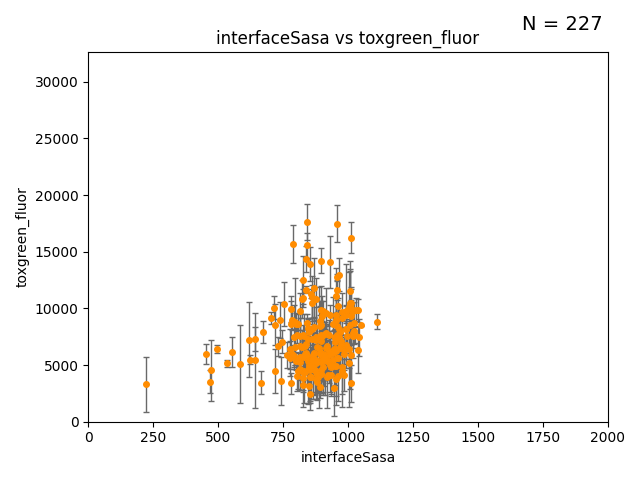 N = 227
interfaceSasa vs toxgreen_fluor
toxgreen_fluor
30000
25000
20000
15000
10000
5000
0
0 250 500 750 1000 1250 1500 1750 2000
interfaceSasa